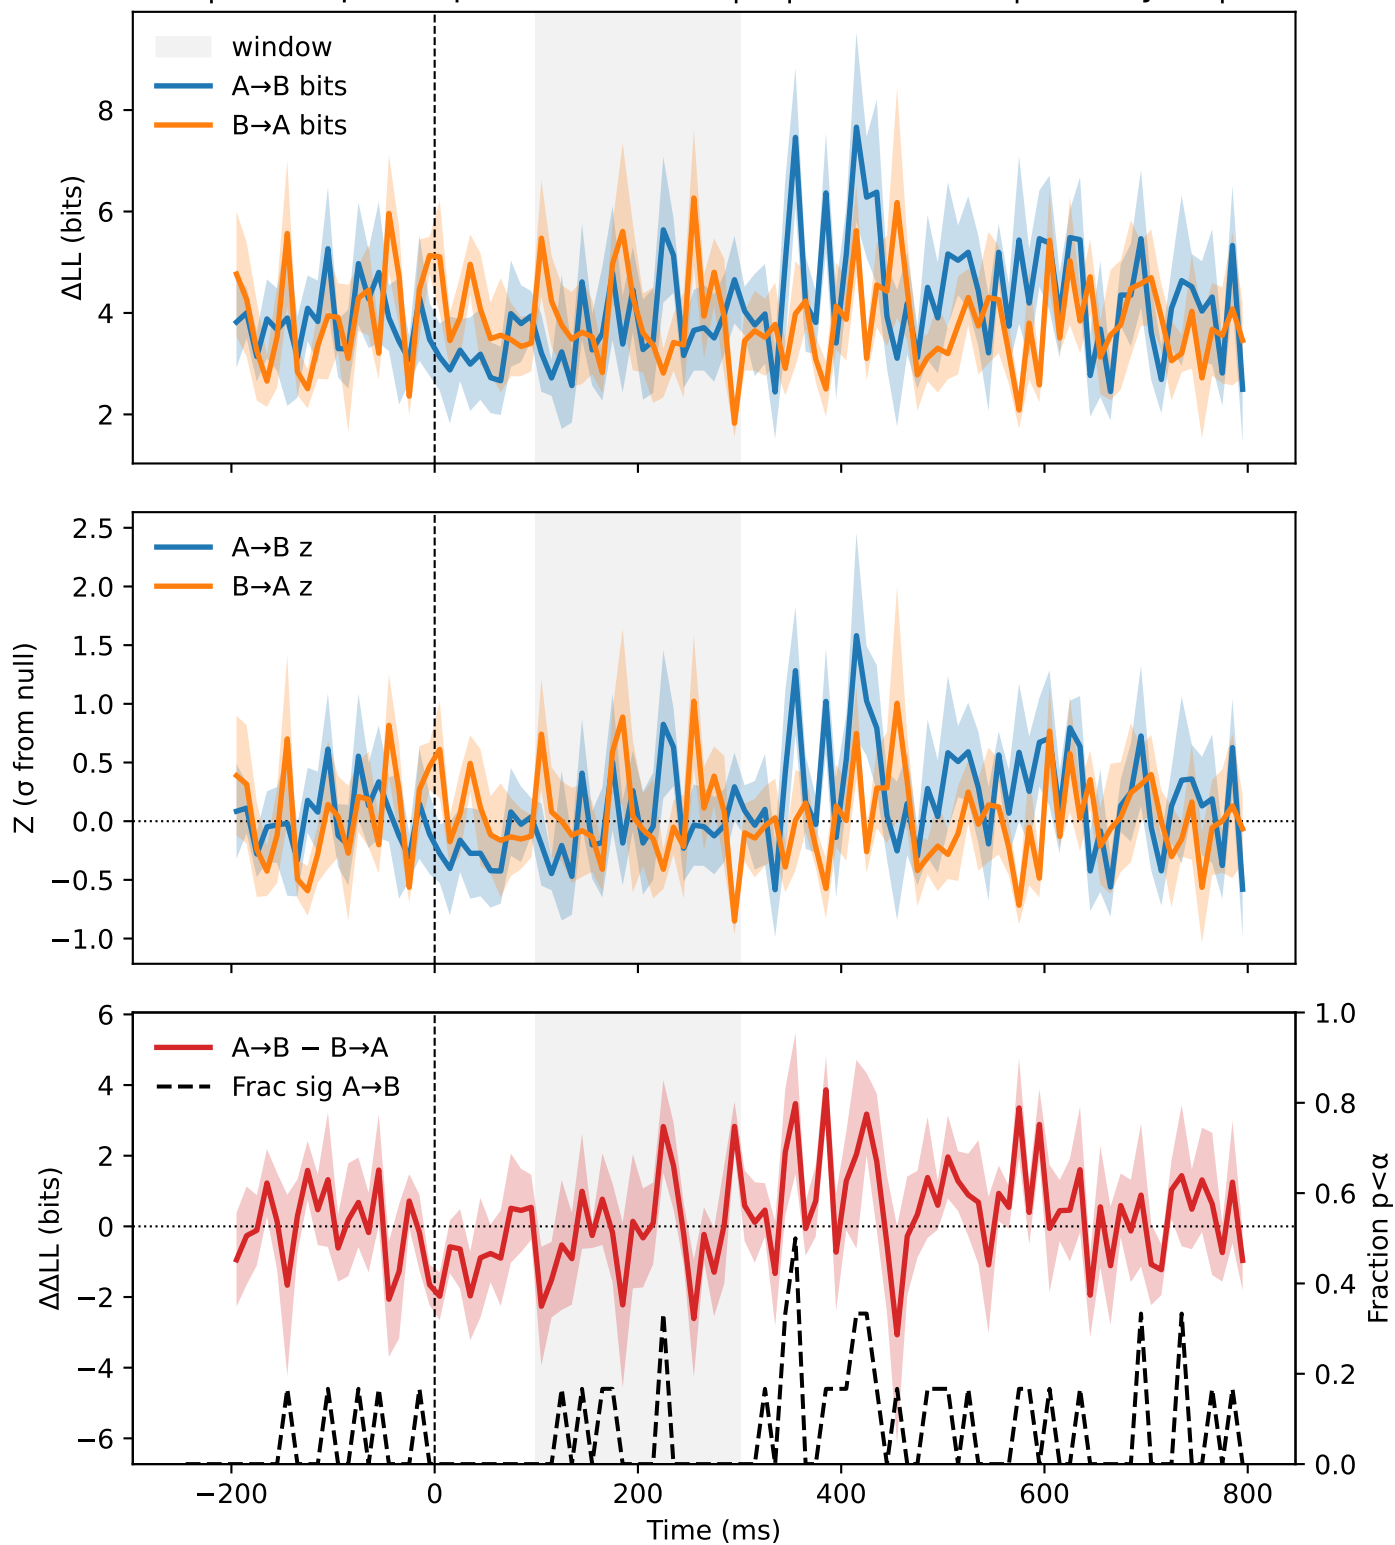 window
A→B bits
B→A bits
ΔLL (bits)
8
6
4
2
A→B z
B→A z
Z (σ from null)
2.5
2.0
1.5
1.0
0.5
0.0
−0.5
−1.0
A→B − B→A
Frac sig A→B
ΔΔLL (bits)
6
4
2
0
−2
−4
−6
1.0
0.8
0.6
0.4
0.2
0.0
Fraction p<α
−200
0
200
400
600
800
Time (ms)